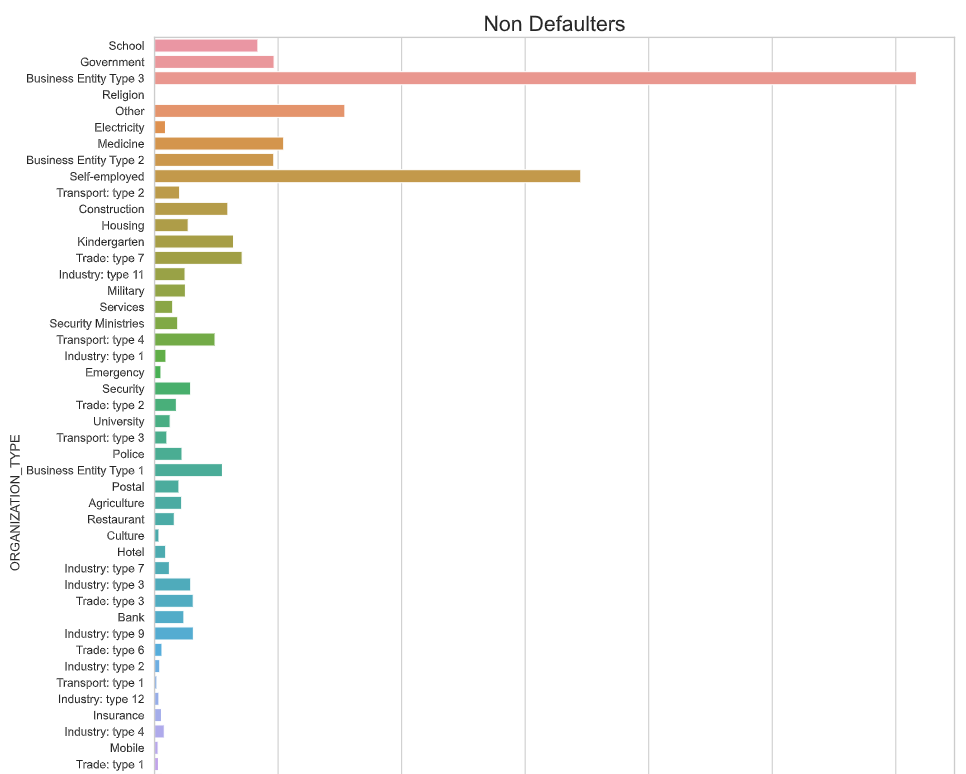 Non Defaulters
School
Government
Business Entity Type 3
Religion
Other
Electricity
Medicine
Business Entity Type 2
Self-employed
Transport: type 2
Construction
Housing
Kindergarten
Trade: type 7
Industry: type 11
Military
Services
Security Ministries
Transport: type 4
Industry: type 1
Emergency
Security
Trade: type 2
University
Transport: type 3
Police
Business Entity Type 1
Postal
Agriculture
Restaurant
Culture
Hotel
Industry: type 7
Industry: type 3
Trade: type 3
Bank
Industry: type 9
Trade: type 6
Industry: type 2
Transport: type 1
Industry: type 12
Insurance
Industry: type 4
Mobile
Trade: type 1
ORGANIZATION_TYPE